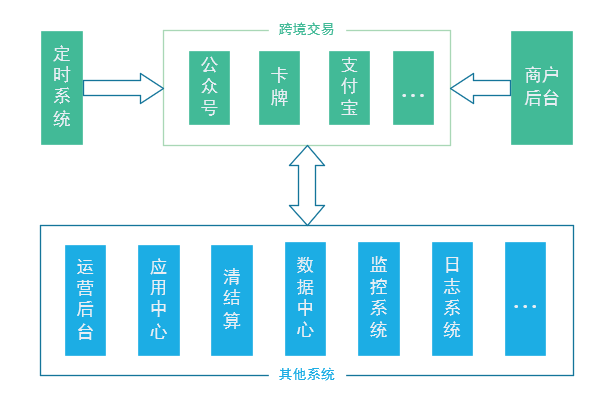 跨境交易
定时系统
公众号
卡牌
支付宝
...
商户
后台
运营后台
应用中心
清结算
数据中心
监控系统
日志系统
...
其他系统